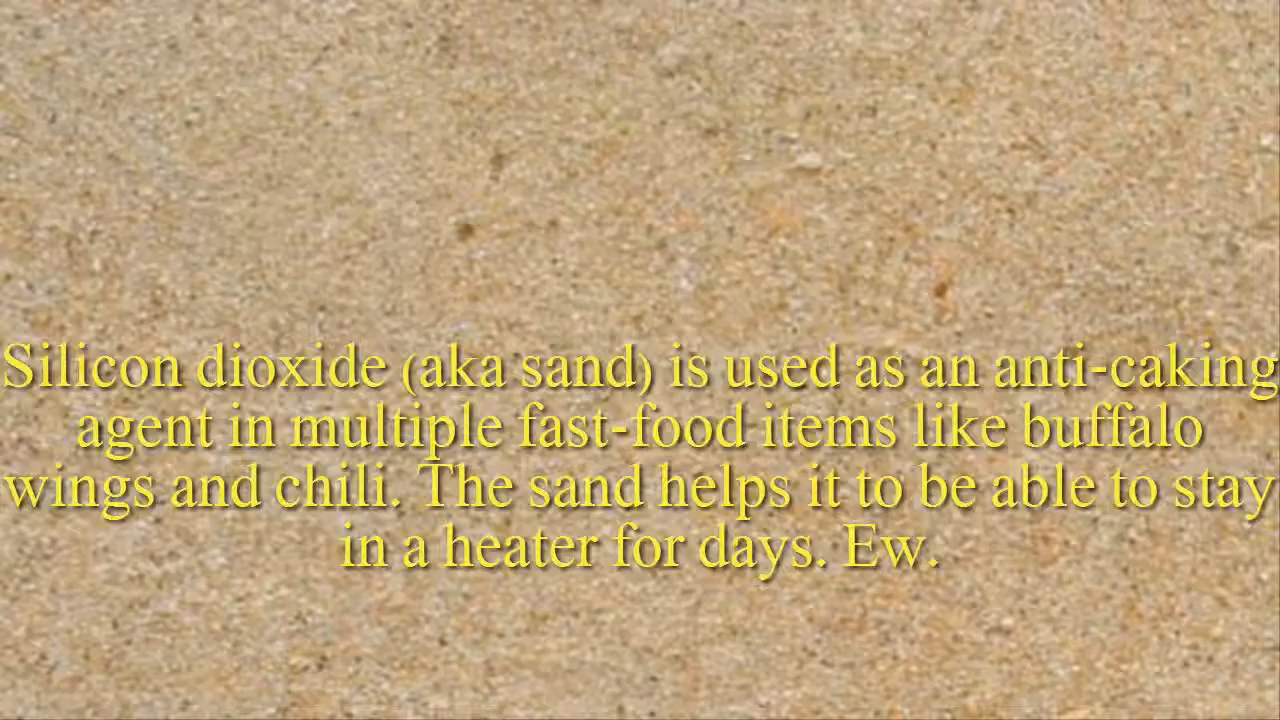 Silicon dioxide (aka sand) is used as an anti-caking
agent in multiple fast-food items like buffalo
wings and chili. The sand helps it to be able to stay
in a heater for days. Ew.